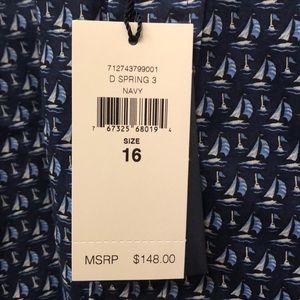 712743799001
D SPRING 3
NAVY
7 67325 68019 4
SIZE
16
MSRP $148.00